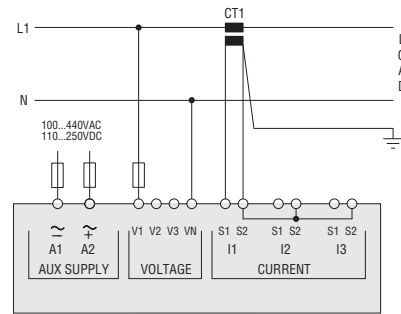 CT1
L1
N
100...440VAC
110...250VDC
V1 V2 V3 VN S1 S2 S1 S2 S1 S2
A1 A2 I1 I2 I3
AUX SUPPLY VOLTAGE CURRENT